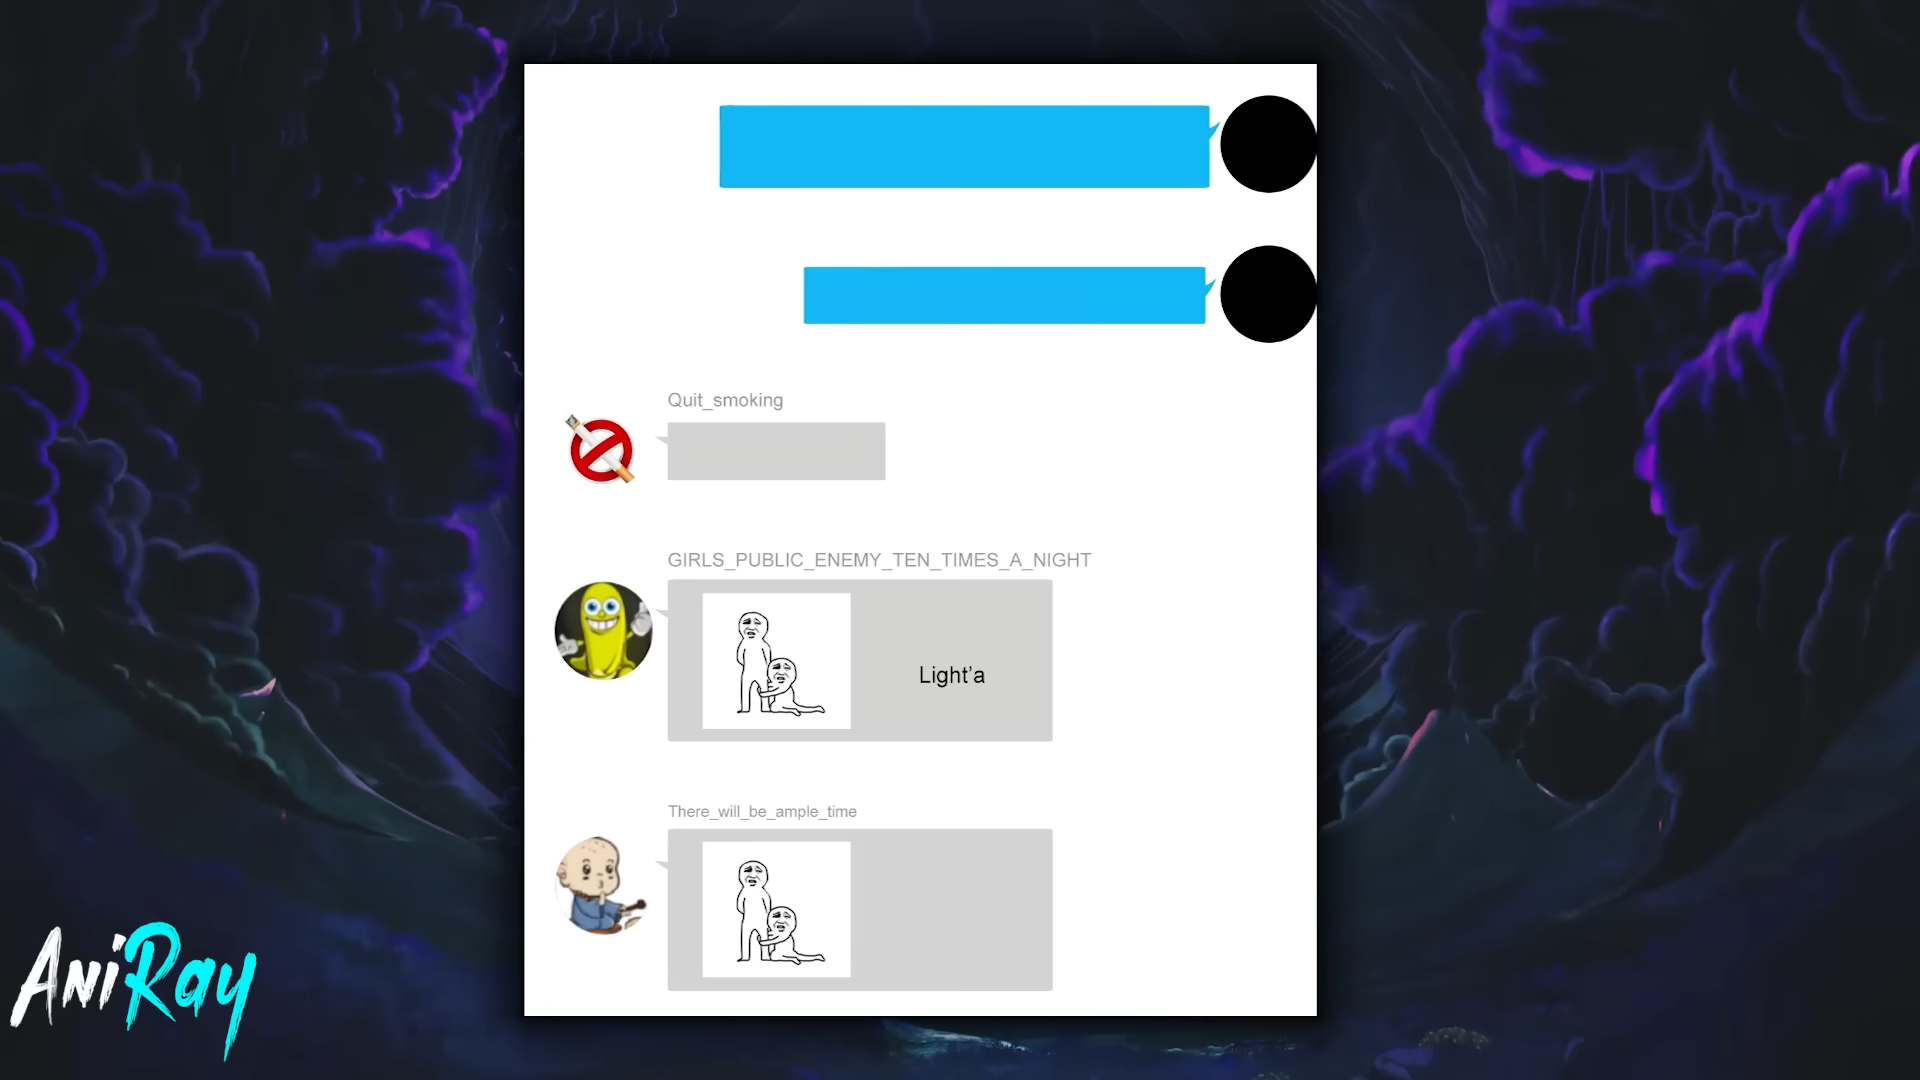 Quit_smoking
GIRLS_PUBLIC_ENEMY_TEN_TIMES_A_NIGHT
Light’a
There_will_be_ample_time
AniRay